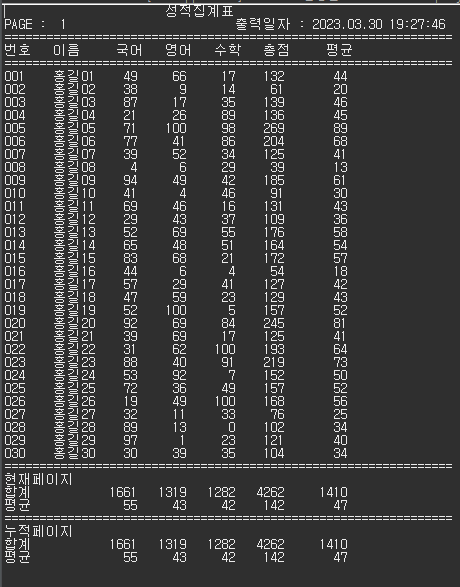 성적집계표
PAGE : 1 출력일자 : 2023.03.30 19:27:46
================================================================
번호 이름 국어 영어 수학 총점 평균
================================================================
001 홍길01 49 66 17 132 44
002 홍길02 38 9 14 61 20
003 홍길03 87 17 35 139 46
004 홍길04 21 26 89 136 45
005 홍길05 71 100 98 269 89
006 홍길06 77 41 86 204 68
007 홍길07 39 52 34 125 41
008 홍길08 4 6 29 39 13
009 홍길09 94 49 42 185 61
010 홍길10 41 4 46 91 30
011 홍길11 69 46 16 131 43
012 홍길12 29 43 37 109 36
013 홍길13 52 69 55 176 58
014 홍길14 65 48 51 164 54
015 홍길15 83 68 21 172 57
016 홍길16 44 6 4 54 18
017 홍길17 57 29 41 127 42
018 홍길18 47 59 23 129 43
019 홍길19 52 100 5 157 52
020 홍길20 92 69 84 245 81
021 홍길21 39 69 17 125 41
022 홍길22 31 62 100 193 64
023 홍길23 88 40 91 219 73
024 홍길24 53 92 7 152 50
025 홍길25 72 36 49 157 52
026 홍길26 19 49 100 168 56
027 홍길27 32 11 33 76 25
028 홍길28 89 13 0 102 34
029 홍길29 97 1 23 121 40
030 홍길30 30 39 35 104 34
================================================================
현재페이지
합계 1661 1319 1282 4262 1410
평균 55 43 42 142 47
================================================================
누적페이지
합계 1661 1319 1282 4262 1410
평균 55 43 42 142 47